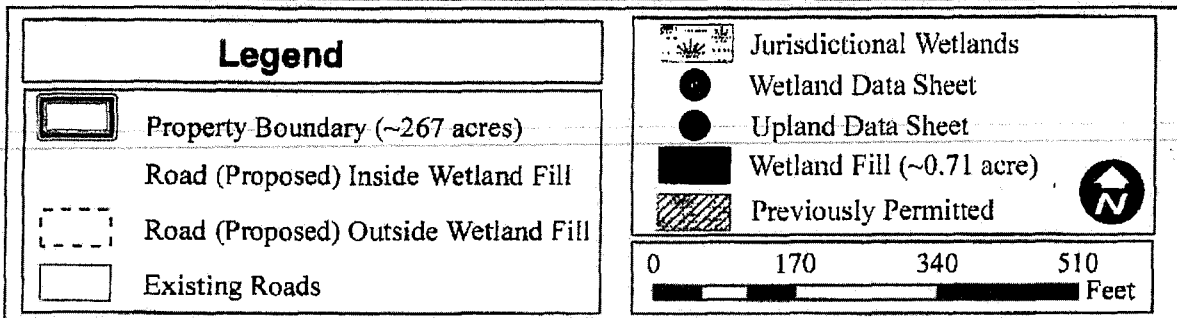 Legend
Property Boundary (~267 acres)
Road (Proposed) Inside Wetland Fill
Road (Proposed) Outside Wetland Fill
Existing Roads
Jurisdictional Wetlands
Wetland Data Sheet
Upland Data Sheet
Wetland Fill (~0.71 acre)
Previously Permitted
N
0 170 340 510
Feet